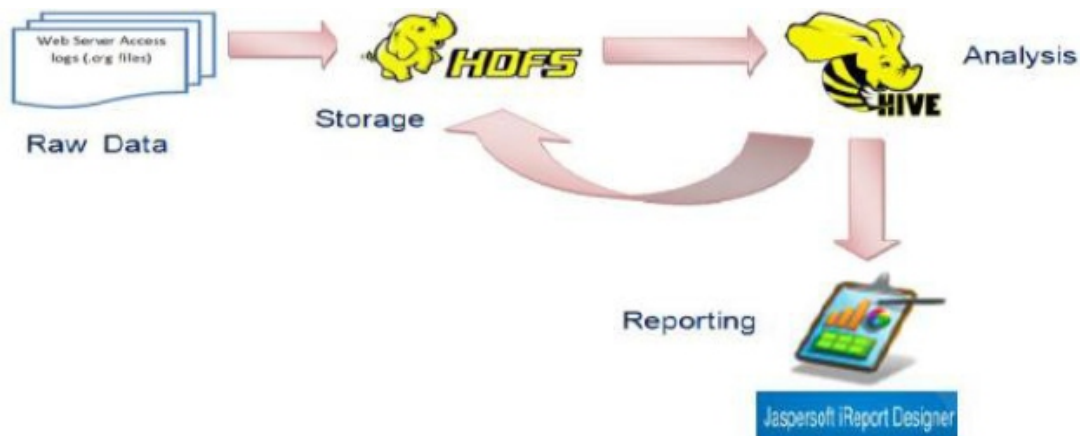 Web Server Access
logs (.org files)
Raw Data
HDFS
Storage
HIVE
Analysis
Reporting
Jaspersoft iReport Designer